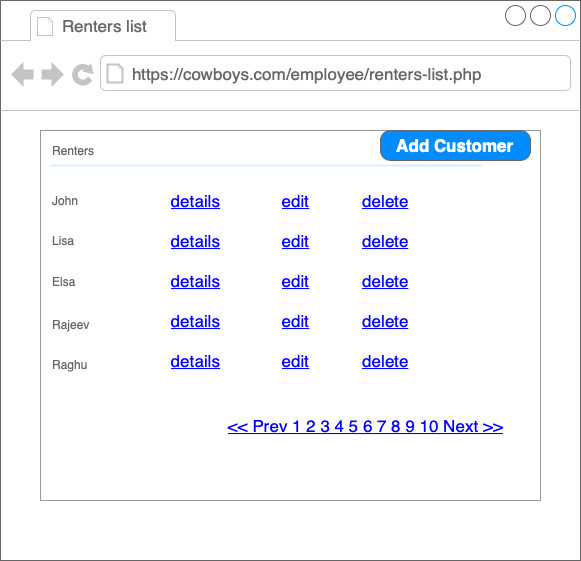 Renters list
https://cowboys.com/employee/renters-list.php
Renters
Add Customer
John details edit delete
Lisa details edit delete
Elsa details edit delete
Rajeev details edit delete
Raghu details edit delete
<< Prev 1 2 3 4 5 6 7 8 9 10 Next >>